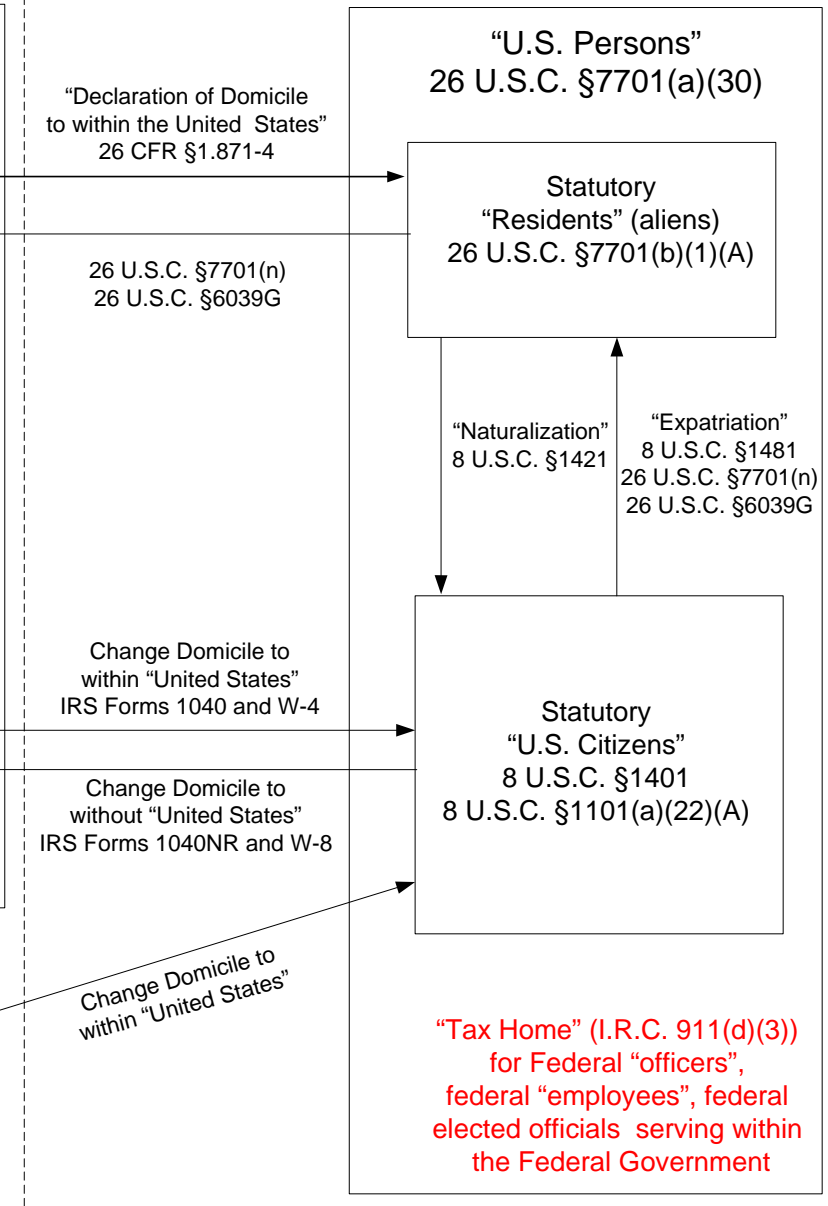 “U.S. Persons”
26 U.S.C. §7701(a)(30)
“Declaration of Domicile
to within the United States”
26 CFR §1.871-4
Statutory
“Residents” (aliens)
26 U.S.C. §7701(b)(1)(A)
26 U.S.C. §7701(n)
26 U.S.C. §6039G
“Naturalization”
8 U.S.C. §1421
“Expatriation”
8 U.S.C. §1481
26 U.S.C. §7701(n)
26 U.S.C. §6039G
Change Domicile to
within “United States”
IRS Forms 1040 and W-4
Statutory
“U.S. Citizens”
8 U.S.C. §1401
8 U.S.C. §1101(a)(22)(A)
Change Domicile to
without “United States”
IRS Forms 1040NR and W-8
Change Domicile to
within “United States”
“Tax Home” (I.R.C. 911(d)(3))
for Federal “officers”,
federal “employees”, federal
elected officials serving within
the Federal Government